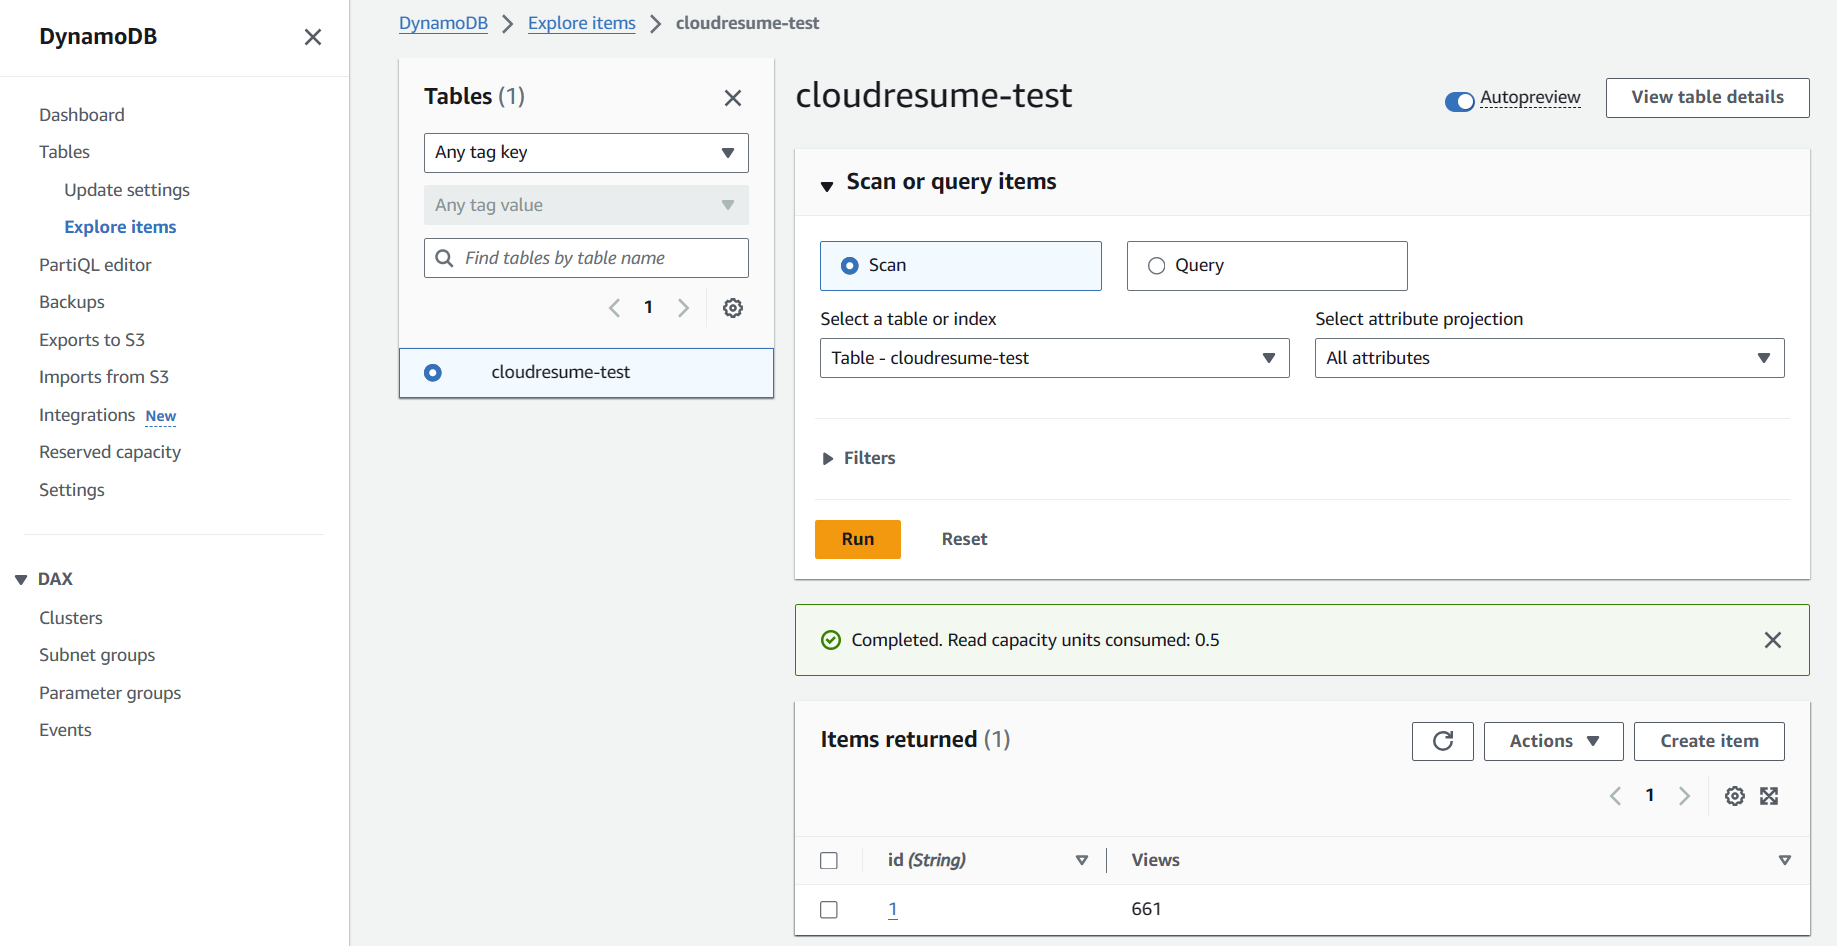 DynamoDB
Dashboard
Tables
Update settings
Explore items
PartiQL editor
Backups
Exports to S3
Imports from S3
Integrations New
Reserved capacity
Settings
DAX
Clusters
Subnet groups
Parameter groups
Events
DynamoDB Explore items cloudresume-test
Tables (1)
Any tag key
Any tag value
Find tables by table name
1
cloudresume-test
cloudresume-test
Autopreview
View table details
Scan or query items
Scan
Query
Select a table or index
Select attribute projection
Table - cloudresume-test
All attributes
Filters
Run
Reset
Completed. Read capacity units consumed: 0.5
Items returned (1)
Actions
Create item
1
id (String)
Views
1
661